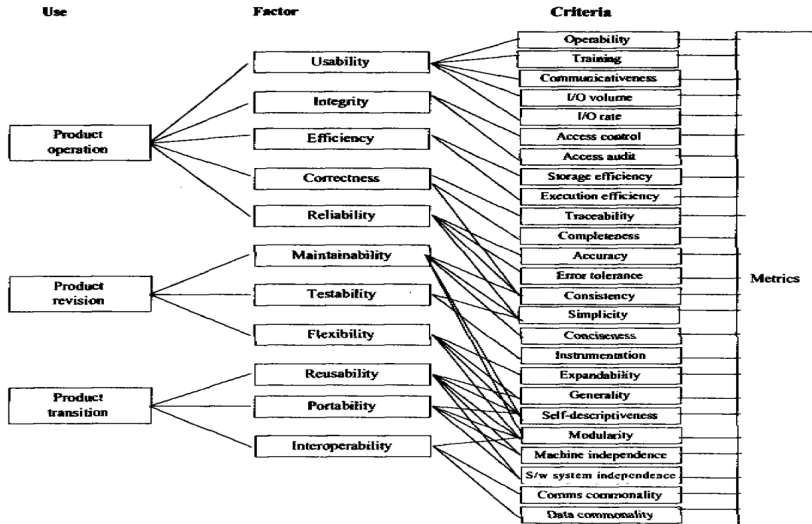 Use Factor Criteria
Product
operation
Product
revision
Product
transition
Usability
Integrity
Efficiency
Correctness
Reliability
Maintainability
Testability
Flexibility
Reusability
Portability
Interoperability
Operability
Training
Communicativeness
I/O volume
I/O rate
Access control
Access audit
Storage efficiency
Execution efficiency
Traceability
Completeness
Accuracy
Error tolerance
Consistency
Simplicity
Conciseness
Instrumentation
Expandability
Generality
Self-descriptiveness
Modularity
Machine independence
S/w system independence
Comms commonality
Data commonality
Metrics